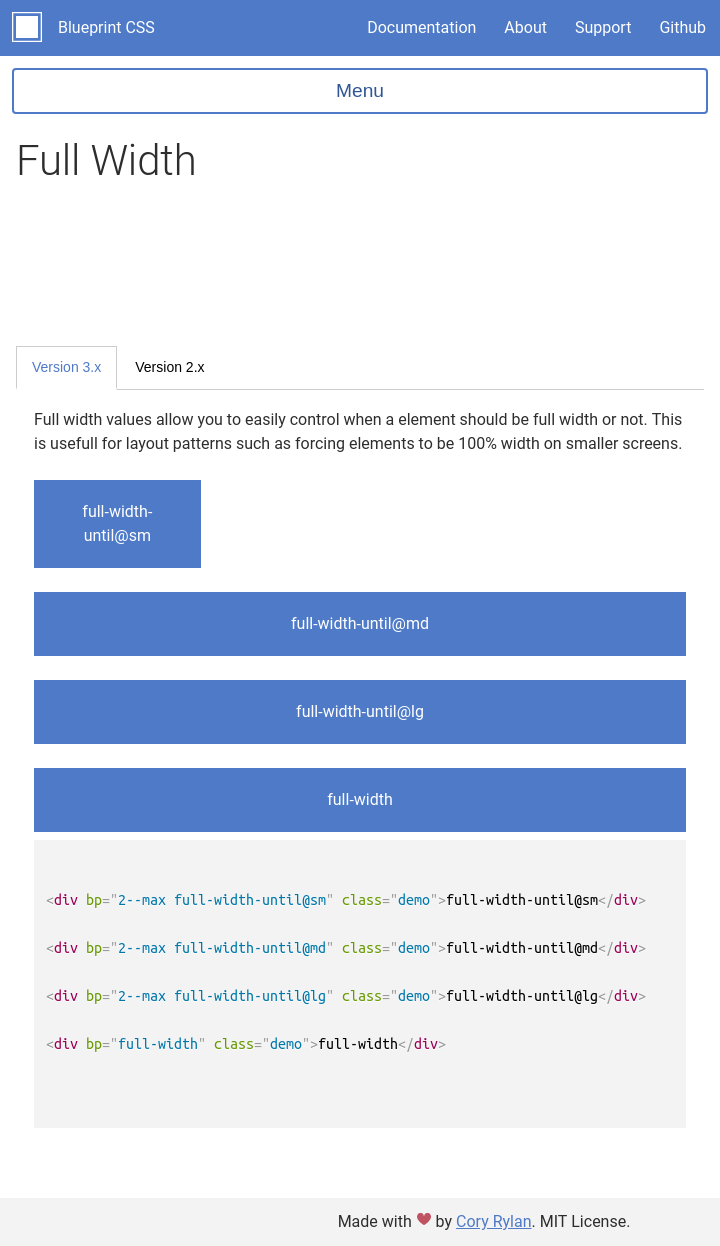 Blueprint CSS Documentation About Support Github
Menu
Full Width
Version 3.x Version 2.x
Full width values allow you to easily control when a element should be full width or not. This
is usefull for layout patterns such as forcing elements to be 100% width on smaller screens.
full-width-
until@sm
full-width-until@md
full-width-until@lg
full-width
<div bp="2--max full-width-until@sm" class="demo">full-width-until@sm</div>
<div bp="2--max full-width-until@md" class="demo">full-width-until@md</div>
<div bp="2--max full-width-until@lg" class="demo">full-width-until@lg</div>
<div bp="full-width" class="demo">full-width</div>
Made with ❤ by Cory Rylan. MIT License.